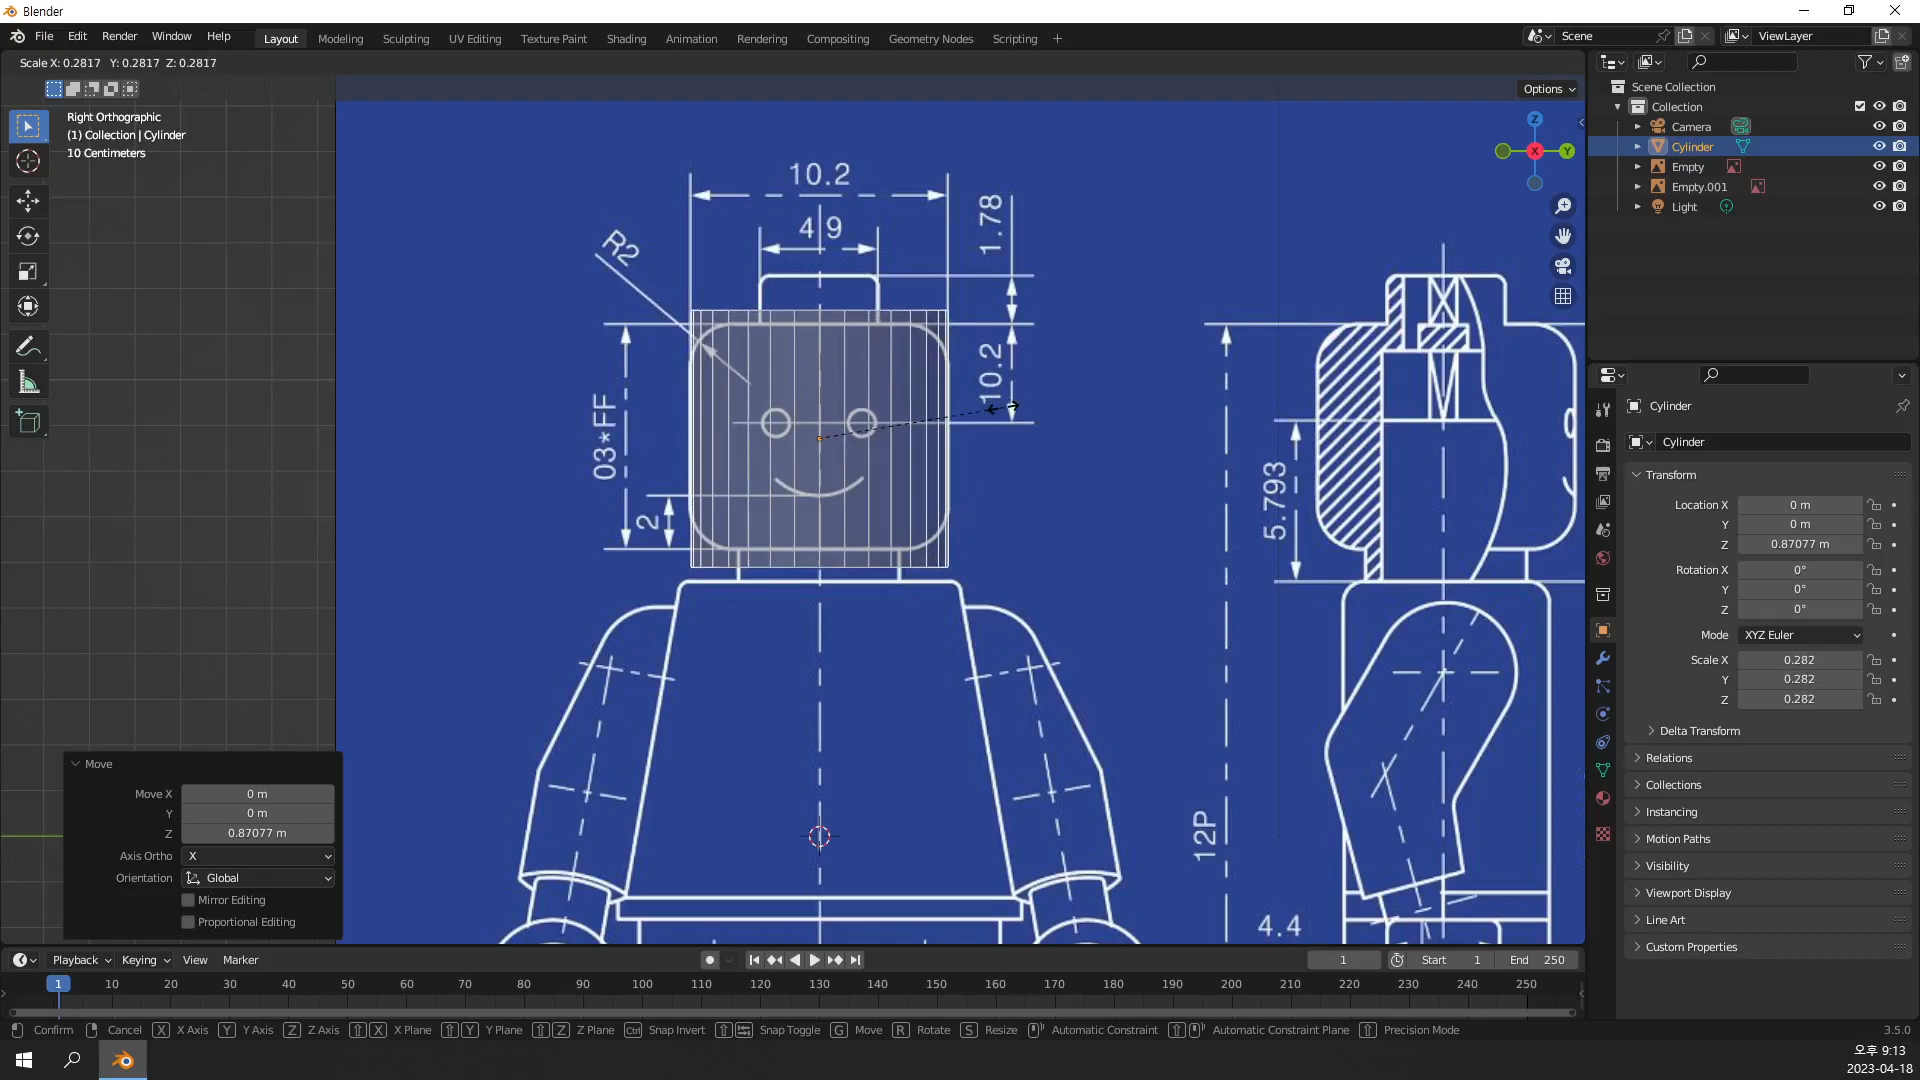 Blender
File Edit Render Window Help Layout Modeling Sculpting UV Editing Texture Paint Shading Animation Rendering Compositing Geometry Nodes Scripting + Scene ViewLayer
Scale X: 0.2817 Y: 0.2817 Z: 0.2817
Options
Right Orthographic
(1) Collection | Cylinder
10 Centimeters
Scene Collection
Collection
Camera
Cylinder
Empty
Empty.001
Light
Z
X
Y
10.2
4 9
1.78
R2
10.2
03*FF
2
5.793
12P
4.4
Cylinder
Cylinder
Transform
Location X 0 m
Y 0 m
Z 0.87077 m
Rotation X 0°
Y 0°
Z 0°
Mode XYZ Euler
Scale X 0.282
Y 0.282
Z 0.282
Delta Transform
Relations
Collections
Instancing
Motion Paths
Visibility
Viewport Display
Line Art
Custom Properties
Move
Move X 0 m
Y 0 m
Z 0.87077 m
Axis Ortho X
Orientation Global
Mirror Editing
Proportional Editing
Playback Keying View Marker 1 Start 1 End 250
1 10 20 30 40 50 60 70 80 90 100 110 120 130 140 150 160 170 180 190 200 210 220 230 240 250
Confirm Cancel X X Axis Y Y Axis Z Z Axis X X Plane Y Y Plane Z Z Plane Ctrl Snap Invert Snap Toggle G Move R Rotate S Resize Automatic Constraint Automatic Constraint Plane Precision Mode 3.5.0
오후 9:13
2023-04-18